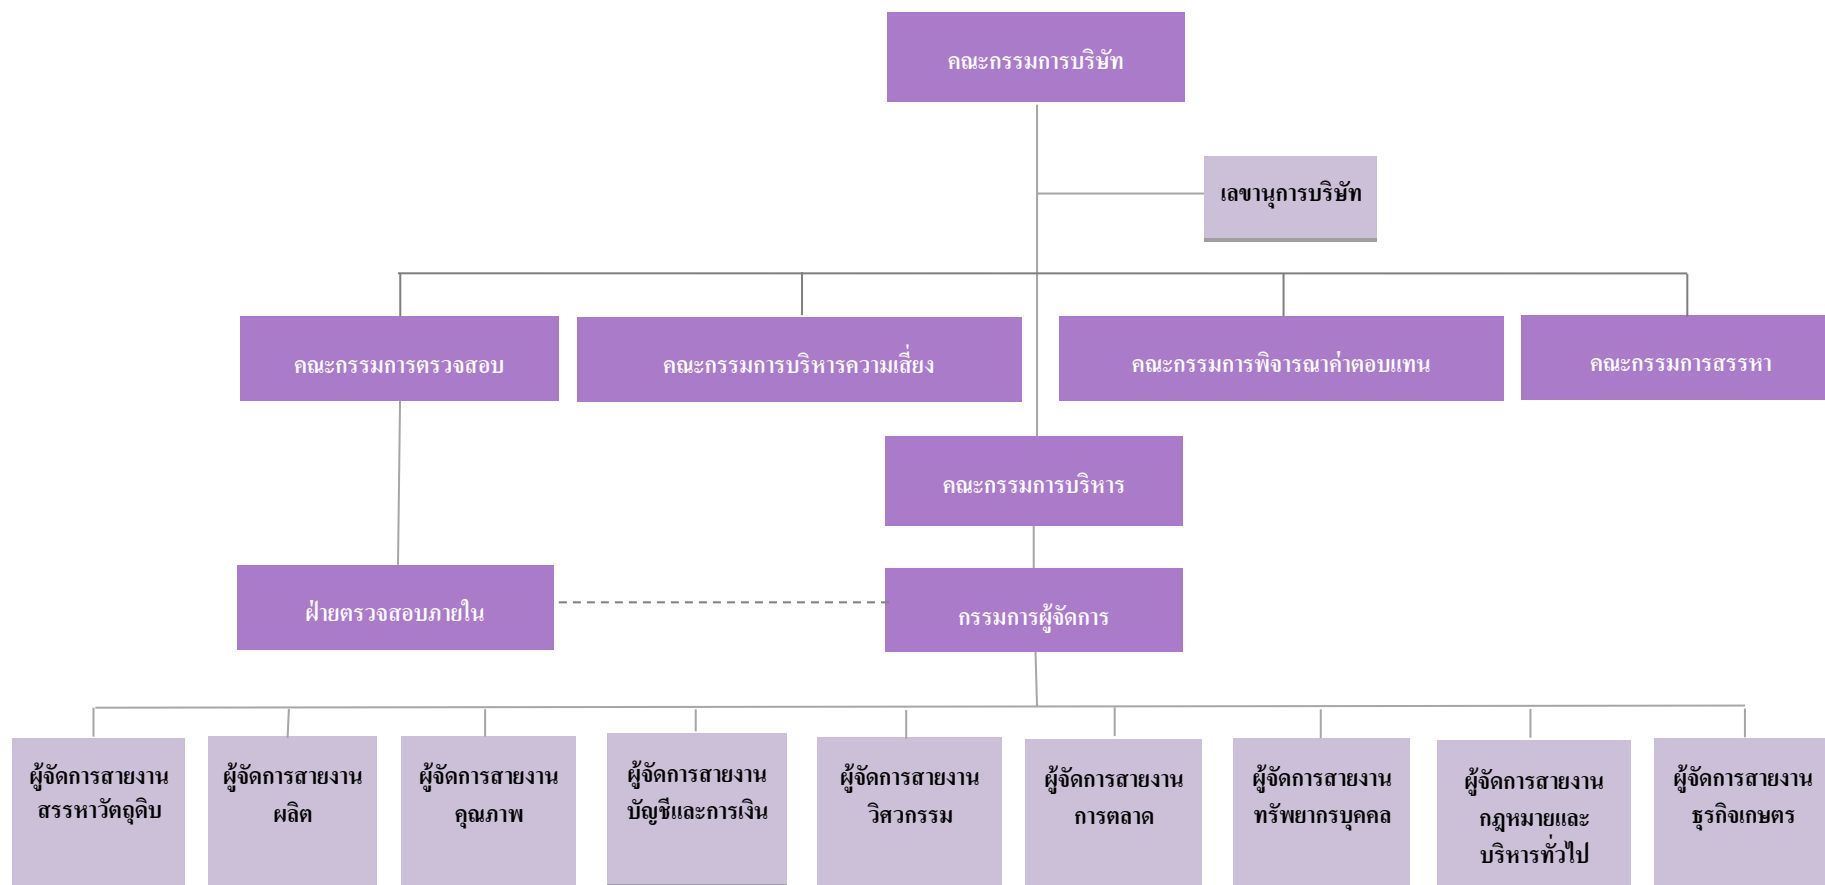 คณะกรรมการบริษัท
เลขานุการบริษัท
คณะกรรมการตรวจสอบ
คณะกรรมการบริหารความเสี่ยง
คณะกรรมการพิจารณาค่าตอบแทน
คณะกรรมการสรรหา
คณะกรรมการบริหาร
ฝ่ายตรวจสอบภายใน
กรรมการผู้จัดการ
ผู้จัดการสายงาน
สรรหาวัตถุดิบ
ผู้จัดการสายงาน
ผลิต
ผู้จัดการสายงาน
คุณภาพ
ผู้จัดการสายงาน
บัญชีและการเงิน
ผู้จัดการสายงาน
วิศวกรรม
ผู้จัดการสายงาน
การตลาด
ผู้จัดการสายงาน
ทรัพยากรบุคคล
ผู้จัดการสายงาน
กฎหมายและ
บริหารทั่วไป
ผู้จัดการสายงาน
ธุรกิจเกษตร